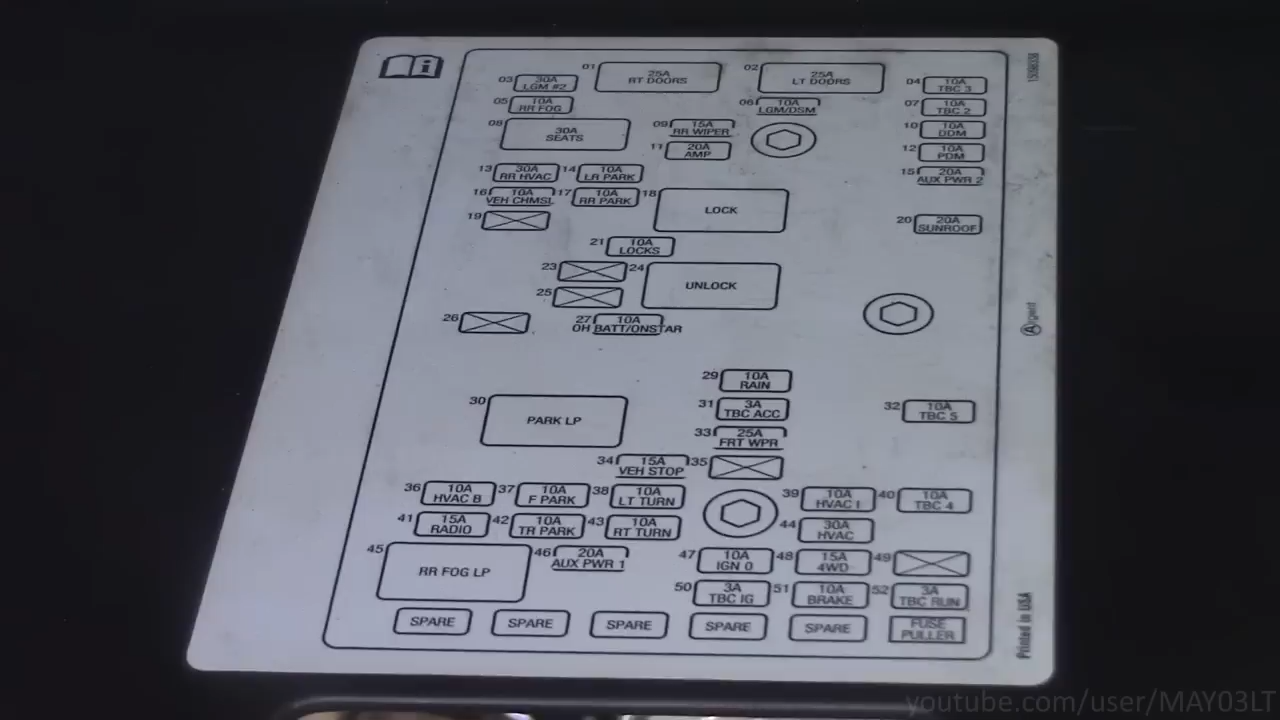 01 25A RT DOORS
02 25A LT DOORS
03 30A LGM #2
04 10A TBC 3
05 10A RR FOG
06 10A LGM/DSM
07 10A TBC 2
08 30A SEATS
09 15A RR WIPER
10 10A DDM
11 20A AMP
12 10A PDM
13 30A RR HVAC
14 10A LR PARK
15 20A AUX PWR 2
16 10A VEH CHMSL
17 10A RR PARK
18 LOCK
19
20 20A SUNROOF
21 10A LOCKS
23
24 UNLOCK
25
26
27 10A OH BATT/ONSTAR
29 10A RAIN
30 PARK LP
31 3A TBC ACC
32 10A TBC 5
33 25A FRT WPR
34 15A VEH STOP
35
36 10A HVAC B
37 10A F PARK
38 10A LT TURN
39 10A HVAC I
40 10A TBC 4
41 15A RADIO
42 10A TR PARK
43 10A RT TURN
44 30A HVAC
45 RR FOG LP
46 20A AUX PWR 1
47 10A IGN 0
48 15A 4WD
49
50 3A TBC IG
51 10A BRAKE
52 3A TBC RUN
SPARE
SPARE
SPARE
SPARE
SPARE
FUSE PULLER
Argent
Printed in USA
youtube.com/user/MAY03LT